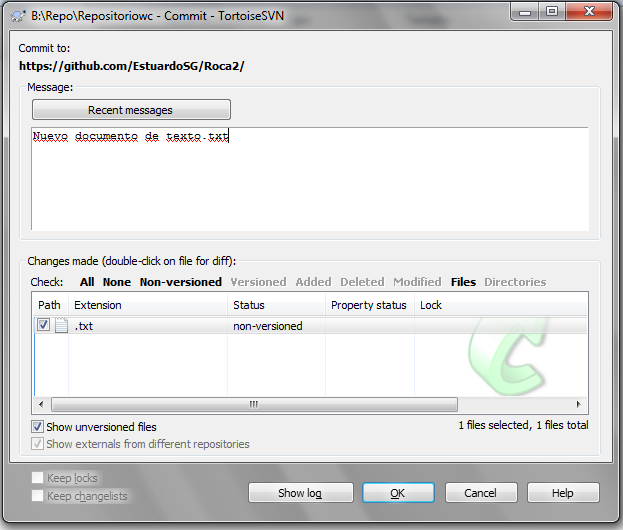 B:\Repo\Repositoriowc - Commit - TortoiseSVN
Commit to:
https://github.com/EstuardoSG/Roca2/
Message:
Recent messages
Nuevo documento de texto.txt
Changes made (double-click on file for diff):
Check: All None Non-versioned Versioned Added Deleted Modified Files Directories
Path Extension Status Property status Lock
.txt non-versioned
Show unversioned files 1 files selected, 1 files total
Show externals from different repositories
Keep locks
Keep changelists
Show log OK Cancel Help